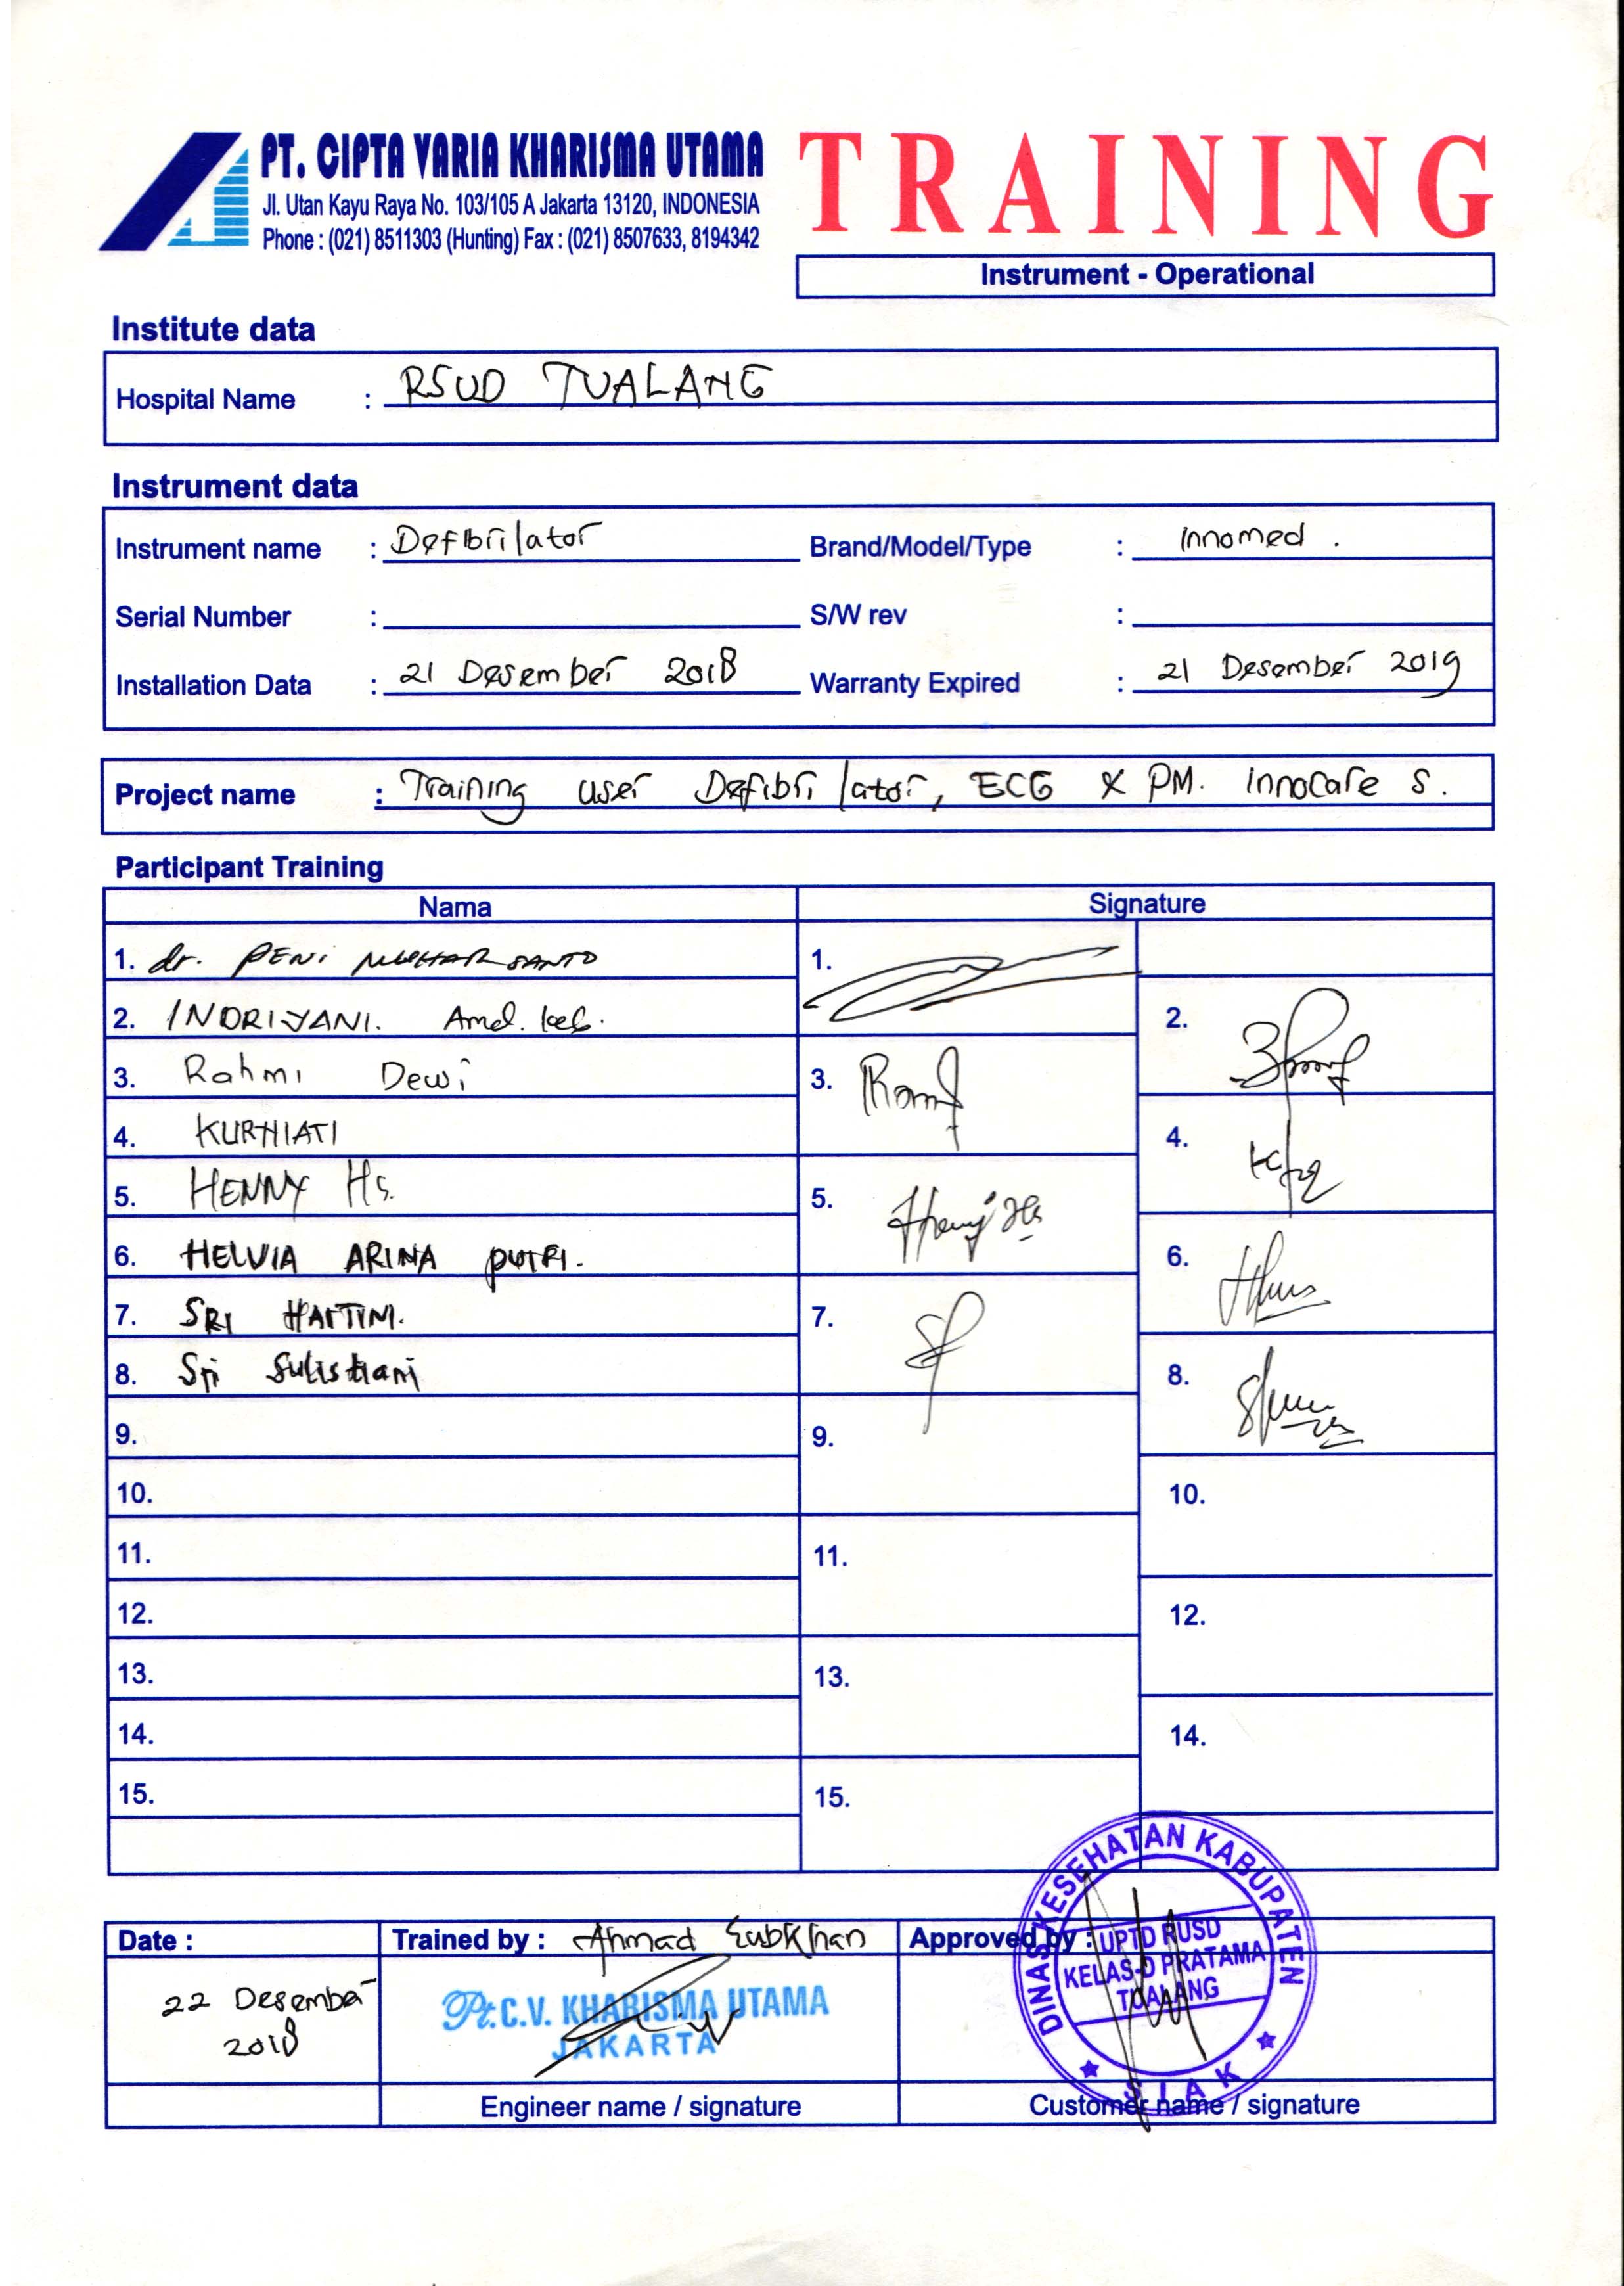 PT. CIPTA VARIA KHARISMA UTAMA
Jl. Utan Kayu Raya No. 103/105 A Jakarta 13120, INDONESIA
Phone : (021) 8511303 (Hunting) Fax : (021) 8507633, 8194342
TRAINING
Instrument - Operational
Institute data
Hospital Name : RSUD TUALANG
Instrument data
Instrument name : Defibrilator Brand/Model/Type : Innomed .
Serial Number : S/W rev :
Installation Data : 21 Desember 2018 Warranty Expired : 21 Desember 2019
Project name : Training user Defibrilator, ECG & PM. Innocare S.
Participant Training
Nama Signature
1. dr. PENI 1.
2. INDRIYANI. Amd. keb. 2.
3. Rahmi Dewi 3.
4. KURNIATI 4.
5. HENNY Hs. 5.
6. HELVIA ARINA PUTRI. 6.
7. SRI HARTINI. 7.
8. Sri Sulistiani 8.
9. 9.
10. 10.
11. 11.
12. 12.
13. 13.
14. 14.
15. 15.
Date : Trained by : Ahmad Subkhan Approved by :
22 Desember
2018
Pt. C.V. KHARISMA UTAMA
JAKARTA
DINAS KESEHATAN KABUPATEN
UPTD RUSD
KELAS-D PRATAMA
TUALANG
SIAK
Engineer name / signature Customer name / signature